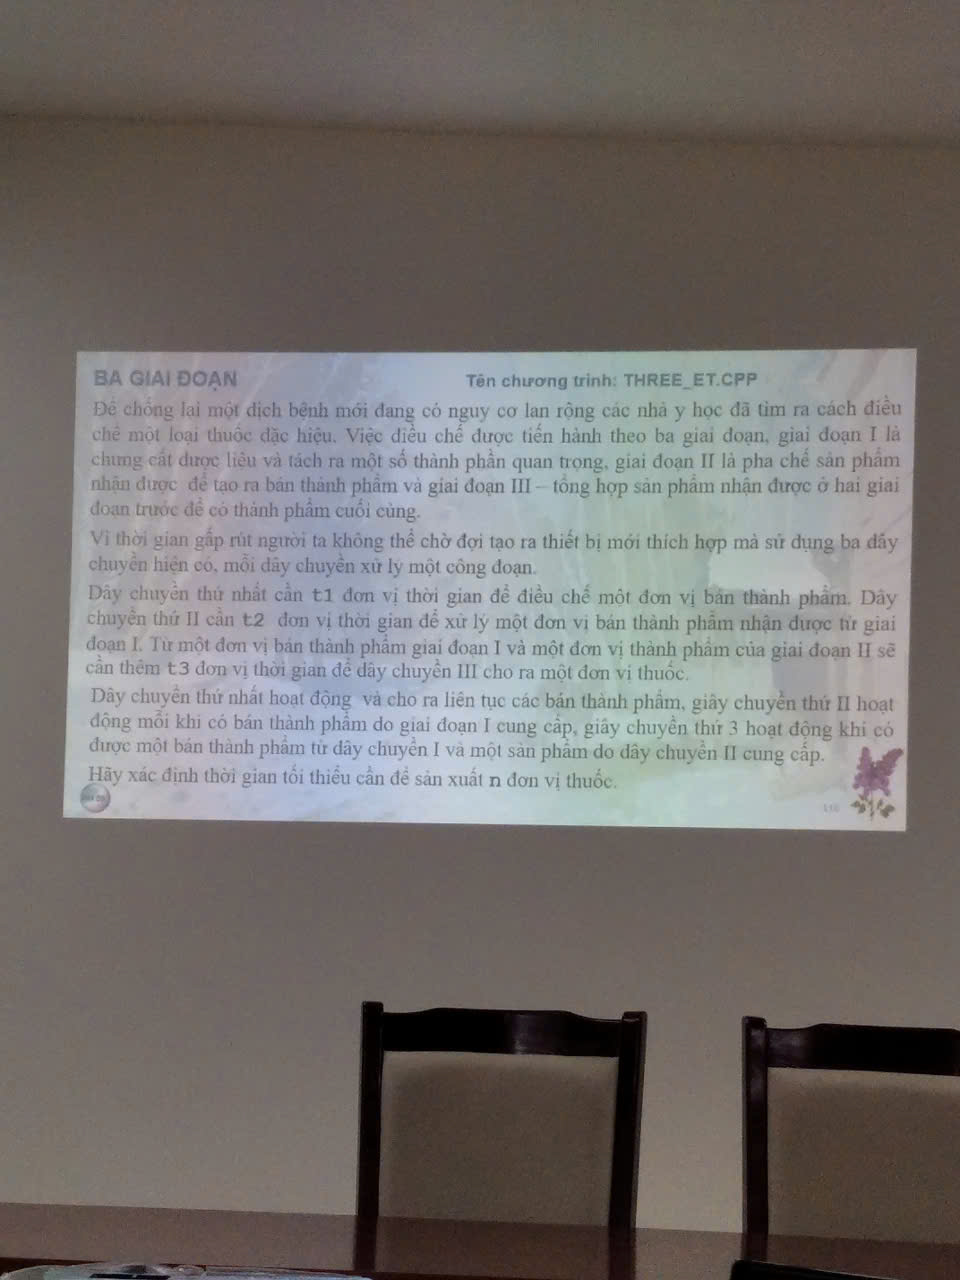 BA GIAI ĐOẠN Tên chương trình: THREE_ET.CPP
Để chống lại một dịch bệnh mới đang có nguy cơ lan rộng các nhà y học đã tìm ra cách điều
chế một loại thuốc đặc hiệu. Việc điều chế được tiến hành theo ba giai đoạn, giai đoạn I là
chưng cất dược liệu và tách ra một số thành phần quan trọng, giai đoạn II là pha chế sản phẩm
nhận được để tạo ra bán thành phẩm và giai đoạn III – tổng hợp sản phẩm nhận được ở hai giai
đoạn trước để có thành phẩm cuối cùng.
Vì thời gian gấp rút người ta không thể chờ đợi tạo ra thiết bị mới thích hợp mà sử dụng ba dây
chuyền hiện có, mỗi dây chuyền xử lý một công đoạn.
Dây chuyền thứ nhất cần t1 đơn vị thời gian để điều chế một đơn vị bán thành phẩm. Dây
chuyền thứ II cần t2 đơn vị thời gian để xử lý một đơn vị bán thành phẩm nhận được từ giai
đoạn I. Từ một đơn vị bán thành phẩm giai đoạn I và một đơn vị thành phẩm của giai đoạn II sẽ
cần thêm t3 đơn vị thời gian để dây chuyền III cho ra một đơn vi thuốc.
Dây chuyền thứ nhất hoạt động và cho ra liên tục các bán thành phẩm, giây chuyền thứ II hoạt
động mỗi khi có bán thành phẩm do giai đoạn I cung cấp, giây chuyền thứ 3 hoạt động khi có
được một bán thành phẩm từ dây chuyền I và một sản phẩm do dây chuyền II cung cấp.
Hãy xác định thời gian tối thiểu cần để sản xuất n đơn vị thuốc.